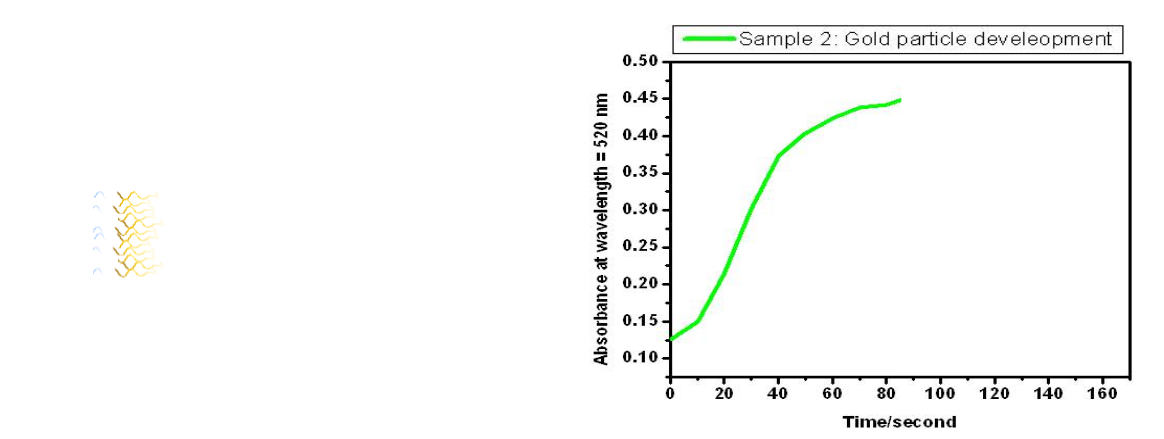 Sample 2: Gold particle develeopment
0.50
0.45
0.40
0.35
0.30
0.25
0.20
0.15
0.10
Absorbance at wavelength = 520 nm
0 20 40 60 80 100 120 140 160
Time/second